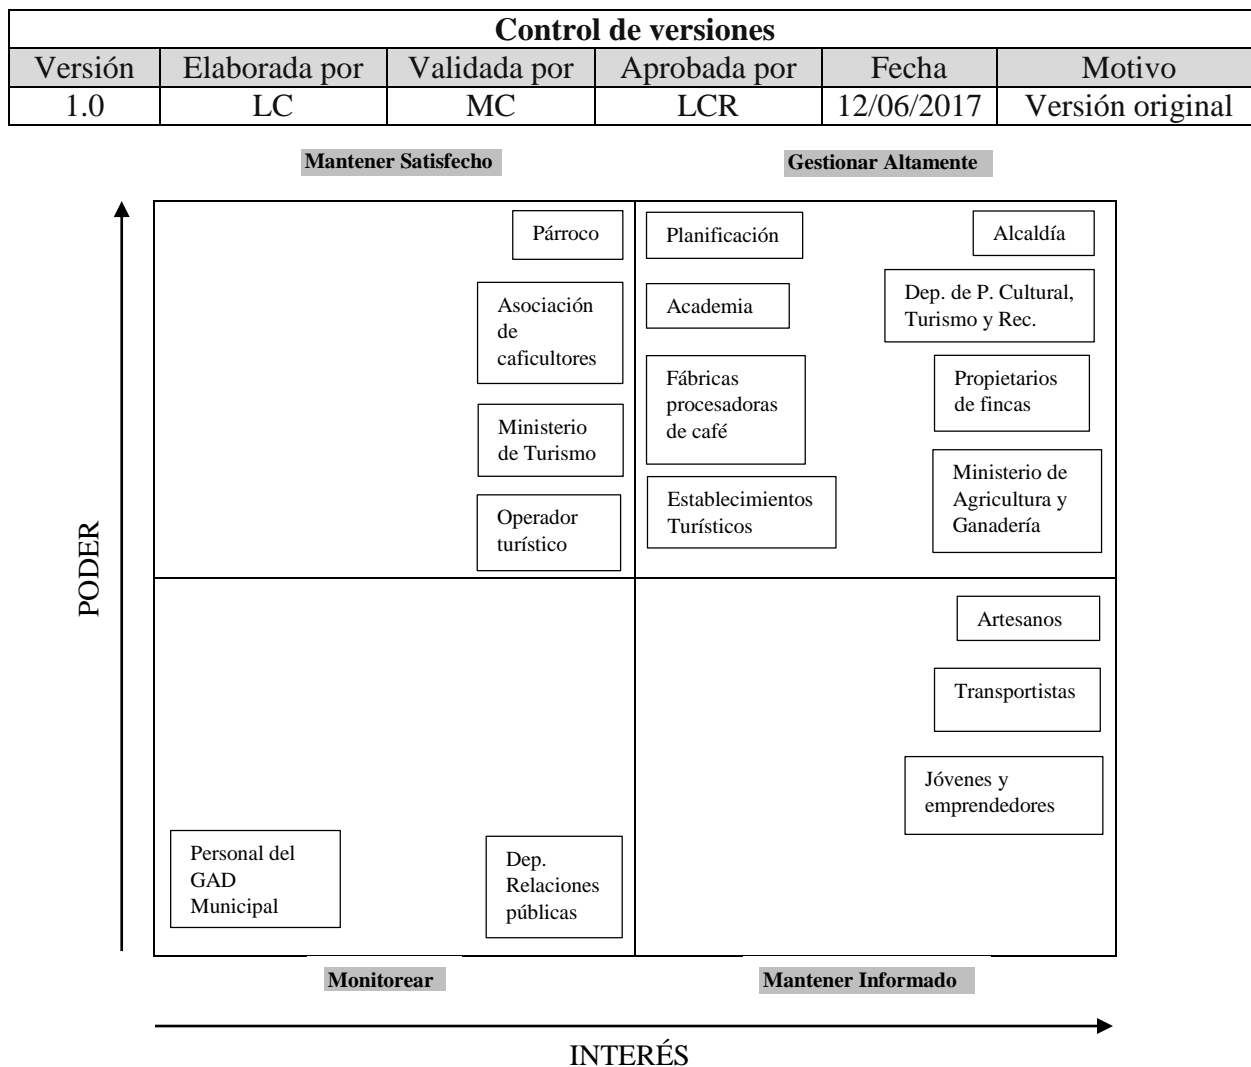 Control de versiones
Versión Elaborada por Validada por Aprobada por Fecha Motivo
1.0 LC MC LCR 12/06/2017 Versión original
Mantener Satisfecho Gestionar Altamente
Párroco
Asociación
de
caficultores
Ministerio
de Turismo
Operador
turístico
Planificación
Academia
Fábricas
procesadoras
de café
Establecimientos
Turísticos
Alcaldía
Dep. de P. Cultural,
Turismo y Rec.
Propietarios
de fincas
Ministerio de
Agricultura y
Ganadería
PODER
Personal del
GAD
Municipal
Dep.
Relaciones
públicas
Artesanos
Transportistas
Jóvenes y
emprendedores
Monitorear Mantener Informado
INTERÉS